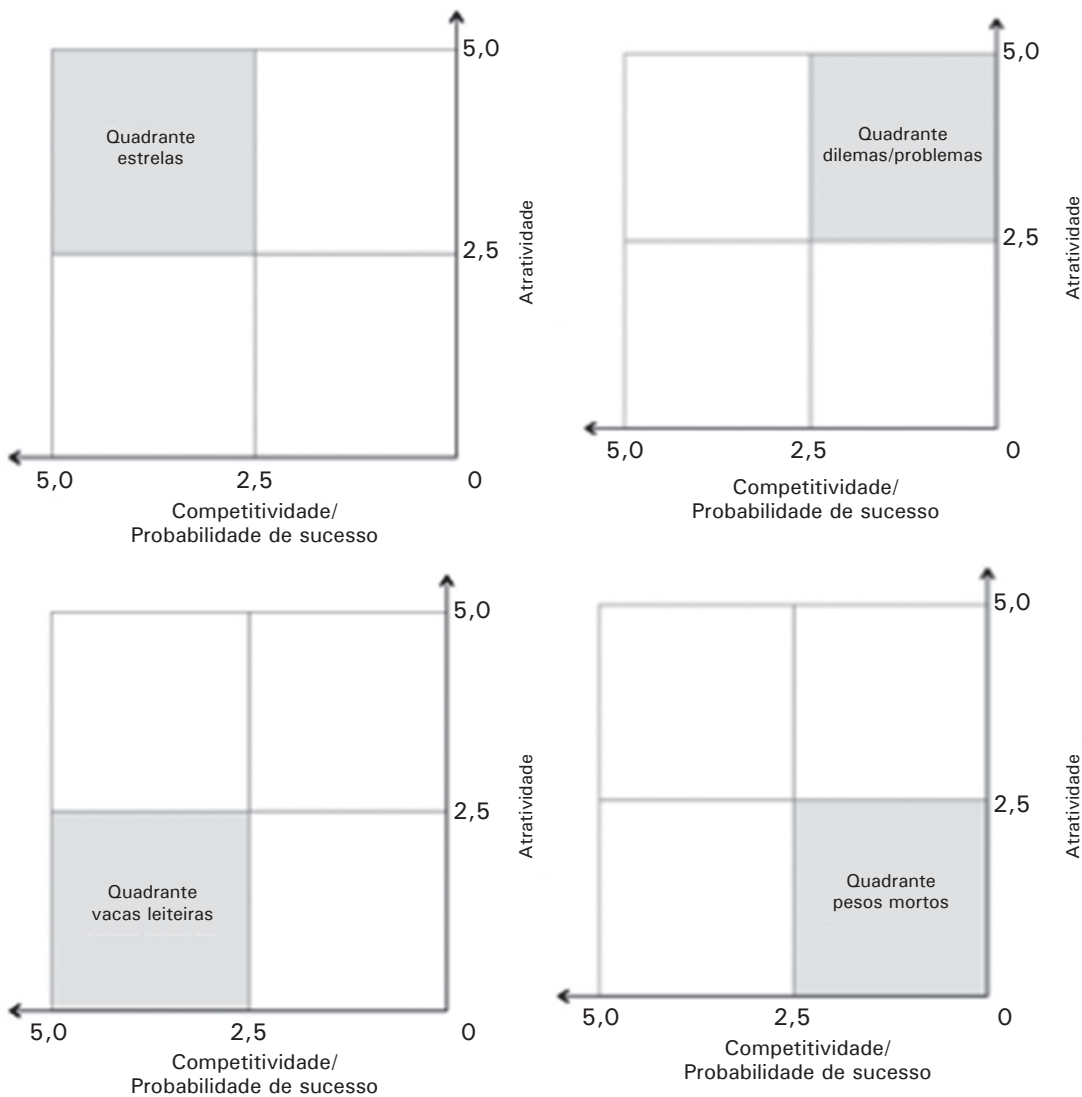 5,0
Quadrante
estrelas
2,5
Atratividade
5,0
2,5
0
Competitividade/
Probabilidade de sucesso
5,0
Quadrante
dilemas/problemas
2,5
Atratividade
5,0
2,5
0
Competitividade/
Probabilidade de sucesso
5,0
2,5
Atratividade
Quadrante
vacas leiteiras
5,0
2,5
0
Competitividade/
Probabilidade de sucesso
5,0
2,5
Atratividade
Quadrante
pesos mortos
5,0
2,5
0
Competitividade/
Probabilidade de sucesso